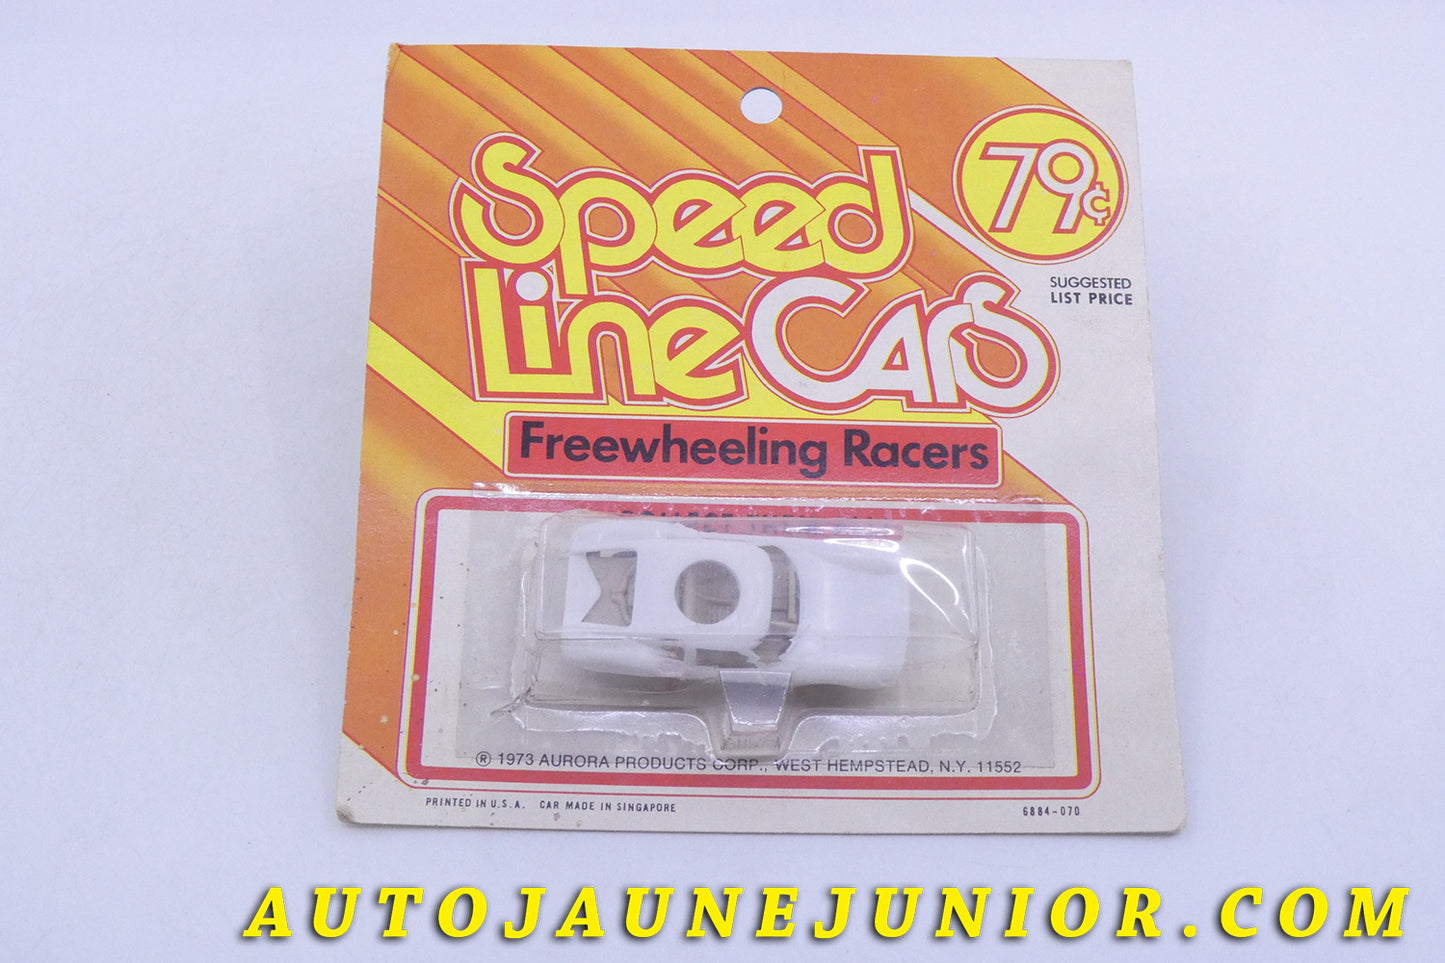 Speed
Line Cars
79¢
SUGGESTED
LIST PRICE
Freewheeling Racers
® 1973 AURORA PRODUCTS CORP., WEST HEMPSTEAD, N.Y. 11552
PRINTED IN U.S.A. CAR MADE IN SINGAPORE
6884-070
AUTOJAUNEJUNIOR.COM